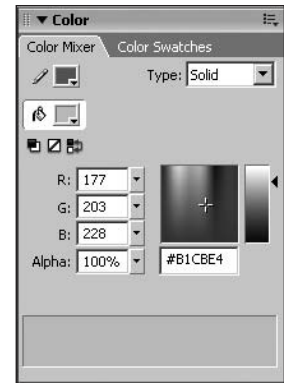 Color
Color Mixer Color Swatches
Type: Solid
R: 177
G: 203
B: 228
Alpha: 100% #B1CBE4